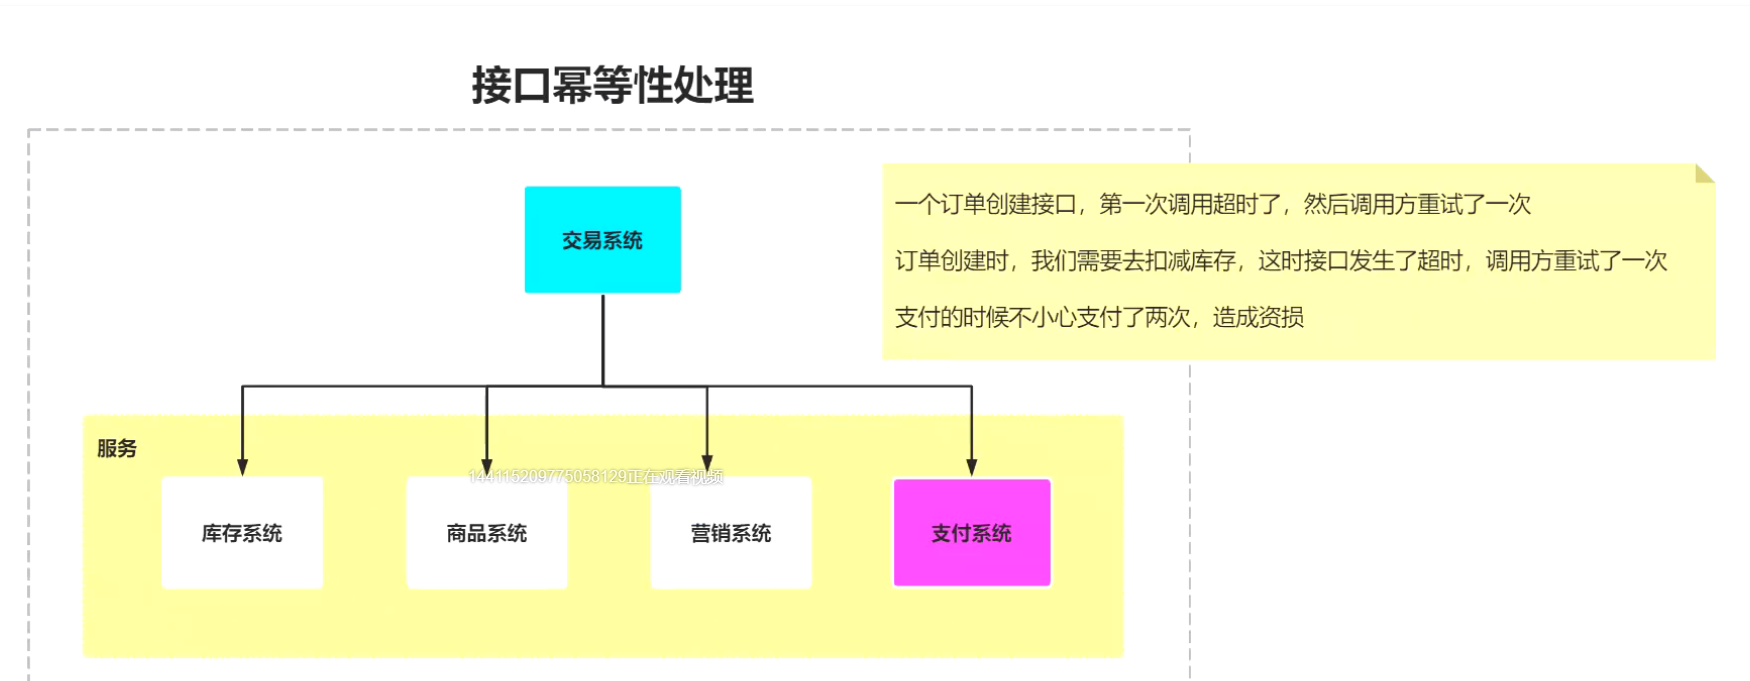 接口幂等性处理
交易系统
一个订单创建接口，第一次调用超时了，然后调用方重试了一次
订单创建时，我们需要去扣减库存，这时接口发生了超时，调用方重试了一次
支付的时候不小心支付了两次，造成资损
服务
144115209775058129正在观看视频
库存系统
商品系统
营销系统
支付系统